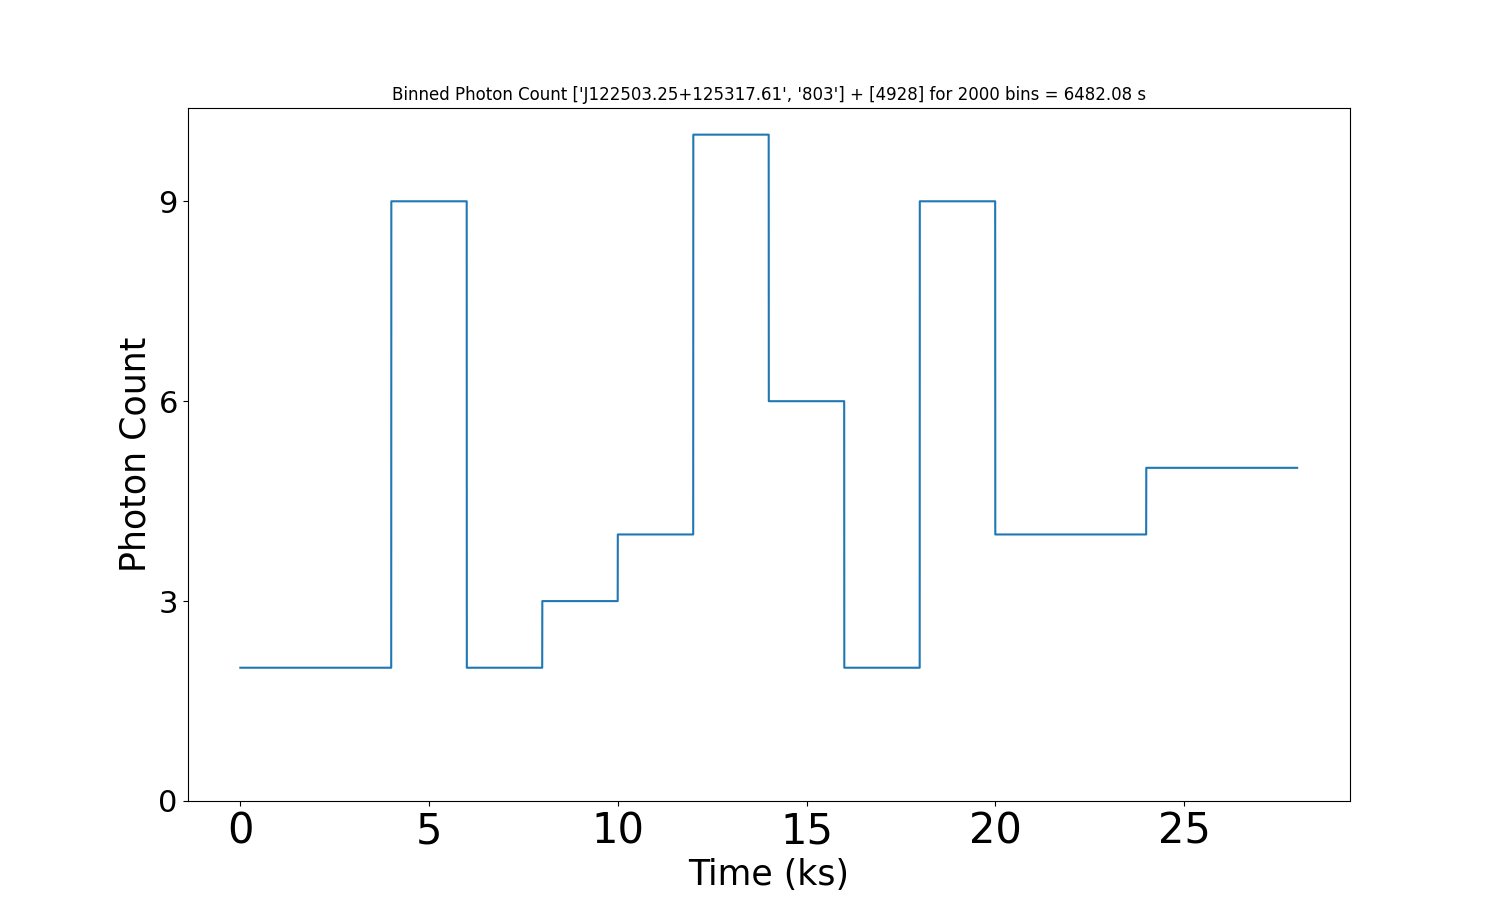 Binned Photon Count ['J122503.25+125317.61', '803'] + [4928] for 2000 bins = 6482.08 s
Photon Count
9
6
3
0
0 5 10 15 20 25
Time (ks)